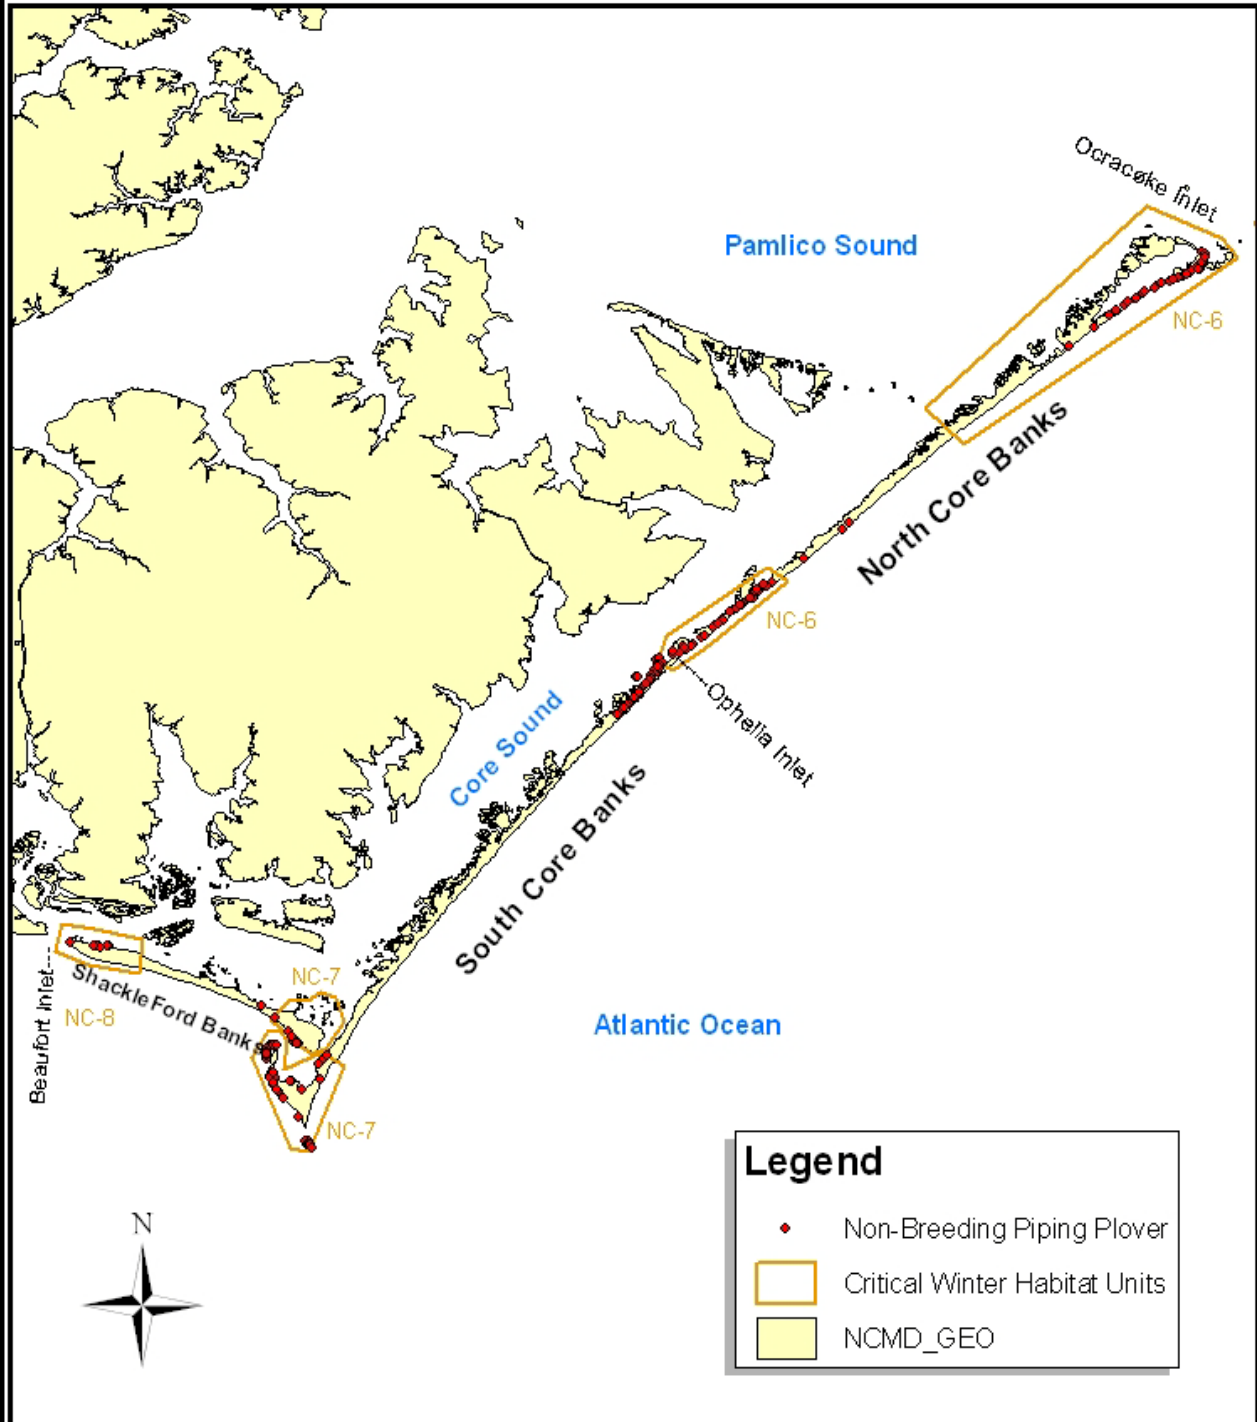 Ocracoke Inlet
Pamlico Sound
NC-6
North Core Banks
NC-6
Ophelia Inlet
Core Sound
South Core Banks
NC-7
Shackle Ford Banks
NC-8
Beaufort Inlet
Atlantic Ocean
NC-7
Legend
Non-Breeding Piping Plover
Critical Winter Habitat Units
NCMD_GEO
N